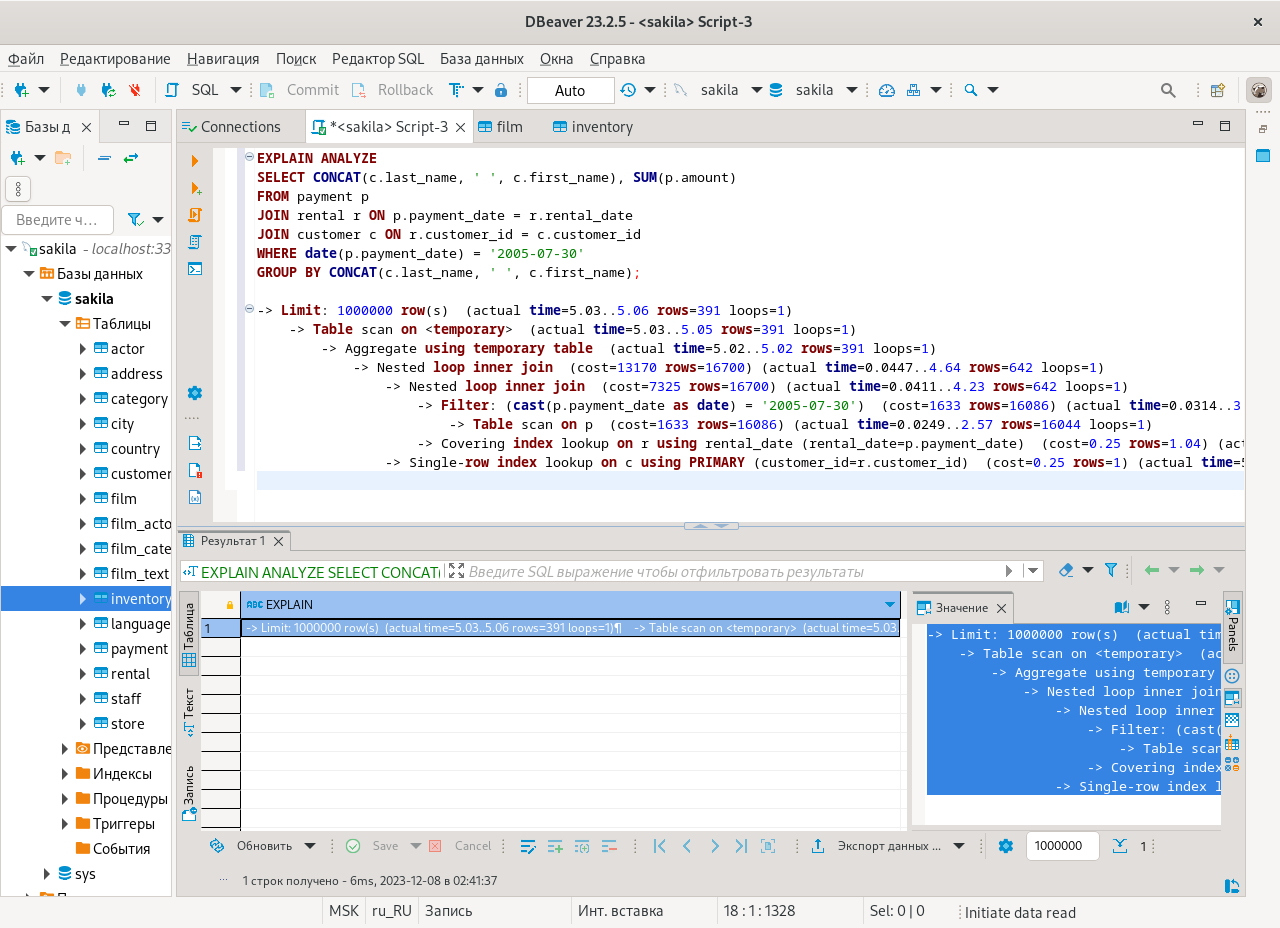 DBeaver 23.2.5 - <sakila> Script-3
Файл Редактирование Навигация Поиск Редактор SQL База данных Окна Справка
SQL Commit Rollback Auto sakila sakila
Базы д
Connections *<sakila> Script-3 film inventory
Введите ч...
sakila - localhost:33
Базы данных
sakila
Таблицы
actor
address
category
city
country
customer
film
film_acto
film_cate
film_text
inventory
language
payment
rental
staff
store
Представле
Индексы
Процедуры
Триггеры
События
sys
EXPLAIN ANALYZE
SELECT CONCAT(c.last_name, ' ', c.first_name), SUM(p.amount)
FROM payment p
JOIN rental r ON p.payment_date = r.rental_date
JOIN customer c ON r.customer_id = c.customer_id
WHERE date(p.payment_date) = '2005-07-30'
GROUP BY CONCAT(c.last_name, ' ', c.first_name);
-> Limit: 1000000 row(s)  (actual time=5.03..5.06 rows=391 loops=1)
-> Table scan on <temporary>  (actual time=5.03..5.05 rows=391 loops=1)
-> Aggregate using temporary table  (actual time=5.02..5.02 rows=391 loops=1)
-> Nested loop inner join  (cost=13170 rows=16700) (actual time=0.0447..4.64 rows=642 loops=1)
-> Nested loop inner join  (cost=7325 rows=16700) (actual time=0.0411..4.23 rows=642 loops=1)
-> Filter: (cast(p.payment_date as date) = '2005-07-30')  (cost=1633 rows=16086) (actual time=0.0314..3
-> Table scan on p  (cost=1633 rows=16086) (actual time=0.0249..2.57 rows=16044 loops=1)
-> Covering index lookup on r using rental_date (rental_date=p.payment_date)  (cost=0.25 rows=1.04) (act
-> Single-row index lookup on c using PRIMARY (customer_id=r.customer_id)  (cost=0.25 rows=1) (actual time=
Результат 1
EXPLAIN ANALYZE SELECT CONCAT( Введите SQL выражение чтобы отфильтровать результаты
Таблица
Текст
Запись
ABC EXPLAIN
1 -> Limit: 1000000 row(s)  (actual time=5.03..5.06 rows=391 loops=1)¶    -> Table scan on <temporary>  (actual time=5.03
Значение
-> Limit: 1000000 row(s)  (actual tim
-> Table scan on <temporary>  (ac
-> Aggregate using temporary
-> Nested loop inner join
-> Nested loop inner
-> Filter: (cast(
-> Table scan
-> Covering index
-> Single-row index l
Panels
Обновить Save Cancel Экспорт данных ... 1000000 1
1 строк получено - 6ms, 2023-12-08 в 02:41:37
MSK ru_RU Запись Инт. вставка 18 : 1 : 1328 Sel: 0 | 0 Initiate data read